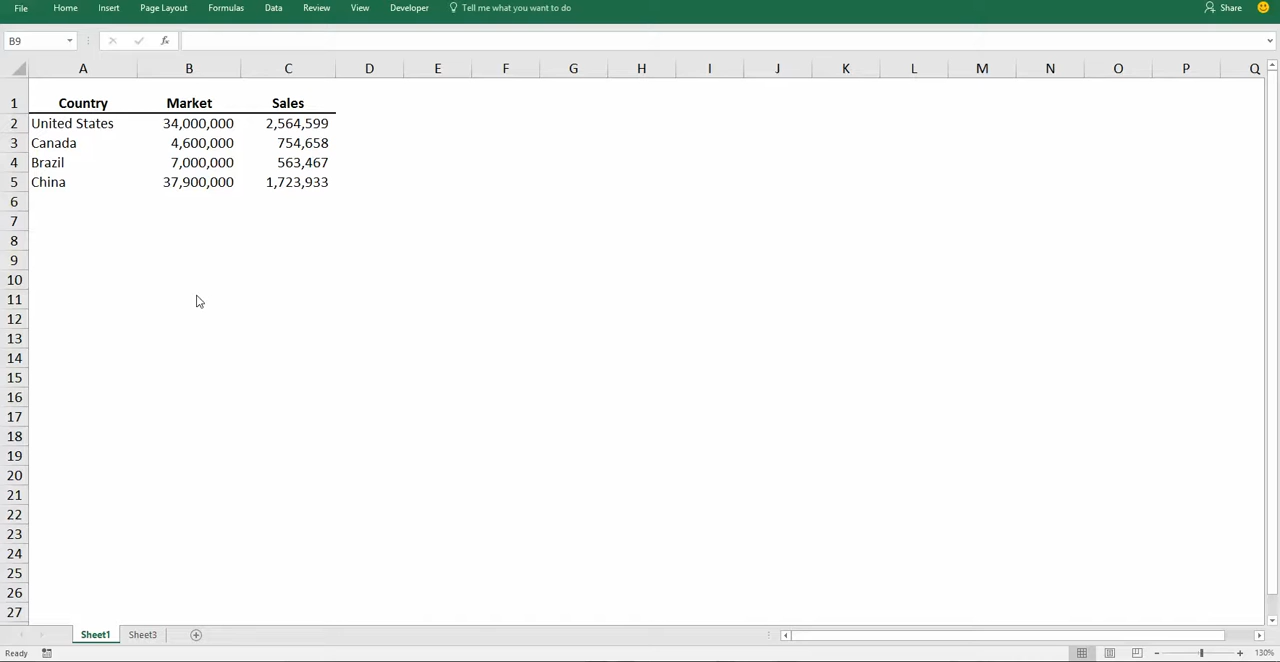 File Home Insert Page Layout Formulas Data Review View Developer Tell me what you want to do Share
B9 fx
A B C D E F G H I J K L M N O P Q
1 Country Market Sales
2 United States 34,000,000 2,564,599
3 Canada 4,600,000 754,658
4 Brazil 7,000,000 563,467
5 China 37,900,000 1,723,933
6
7
8
9
10
11
12
13
14
15
16
17
18
19
20
21
22
23
24
25
26
27
Sheet1 Sheet3
Ready 130%